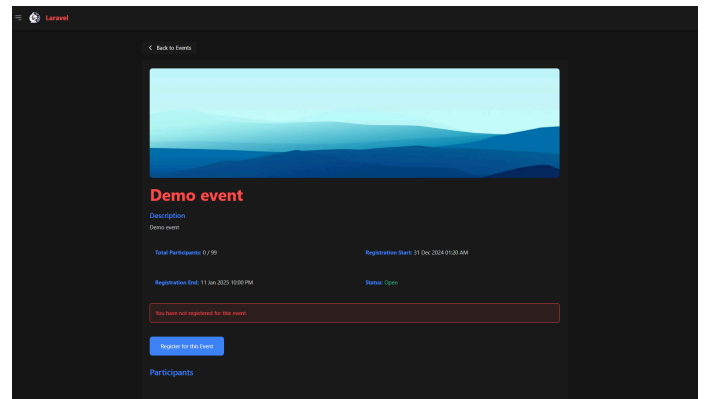 Laravel
Back to Events
Demo event
Description
Demo event
Total Participants: 0 / 99
Registration Start: 31 Dec 2024 01:20 AM
Registration End: 11 Jan 2025 10:00 PM
Status: Open
You have not registered for this event.
Register for this Event
Participants